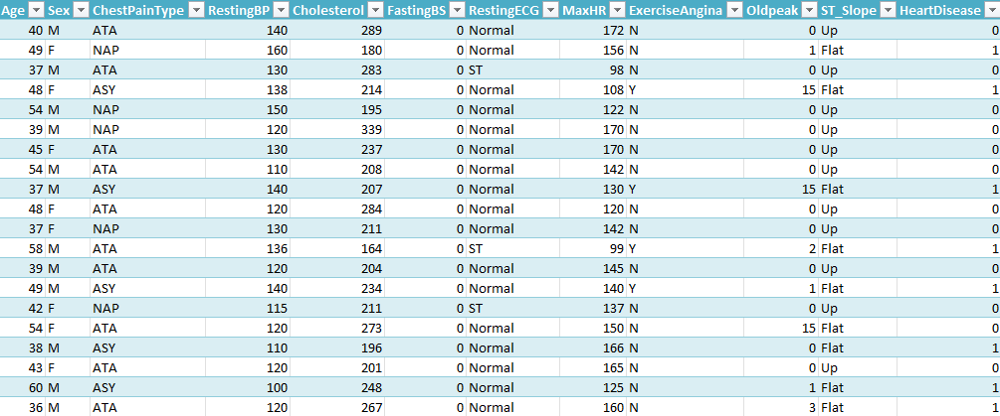 Age Sex ChestPainType RestingBP Cholesterol FastingBS RestingECG MaxHR ExerciseAngina Oldpeak ST_Slope HeartDisease
40 M ATA 140 289 0 Normal 172 N 0 Up 0
49 F NAP 160 180 0 Normal 156 N 1 Flat 1
37 M ATA 130 283 0 ST 98 N 0 Up 0
48 F ASY 138 214 0 Normal 108 Y 15 Flat 1
54 M NAP 150 195 0 Normal 122 N 0 Up 0
39 M NAP 120 339 0 Normal 170 N 0 Up 0
45 F ATA 130 237 0 Normal 170 N 0 Up 0
54 M ATA 110 208 0 Normal 142 N 0 Up 0
37 M ASY 140 207 0 Normal 130 Y 15 Flat 1
48 F ATA 120 284 0 Normal 120 N 0 Up 0
37 F NAP 130 211 0 Normal 142 N 0 Up 0
58 M ATA 136 164 0 ST 99 Y 2 Flat 1
39 M ATA 120 204 0 Normal 145 N 0 Up 0
49 M ASY 140 234 0 Normal 140 Y 1 Flat 1
42 F NAP 115 211 0 ST 137 N 0 Up 0
54 F ATA 120 273 0 Normal 150 N 15 Flat 0
38 M ASY 110 196 0 Normal 166 N 0 Flat 1
43 F ATA 120 201 0 Normal 165 N 0 Up 0
60 M ASY 100 248 0 Normal 125 N 1 Flat 1
36 M ATA 120 267 0 Normal 160 N 3 Flat 1